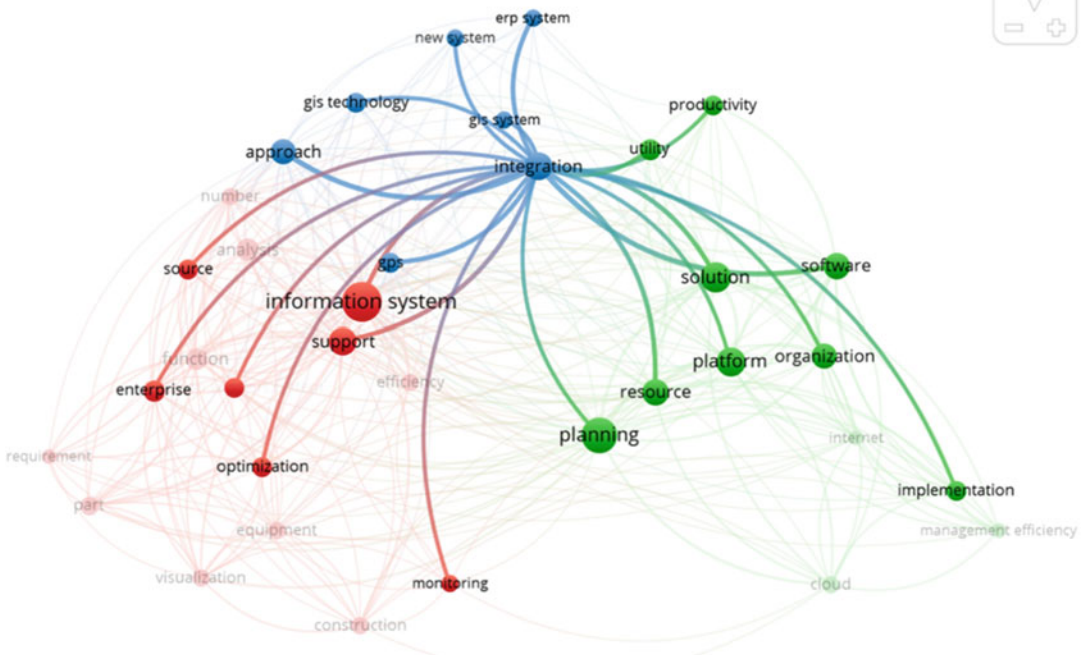 erp system
new system
gis technology
productivity
gis system
utility
approach
integration
number
analysis
gps
source
software
solution
information system
support
function
platform
organization
efficiency
enterprise
resource
planning
internet
requirement
optimization
implementation
part
equipment
management efficiency
visualization
monitoring
cloud
construction